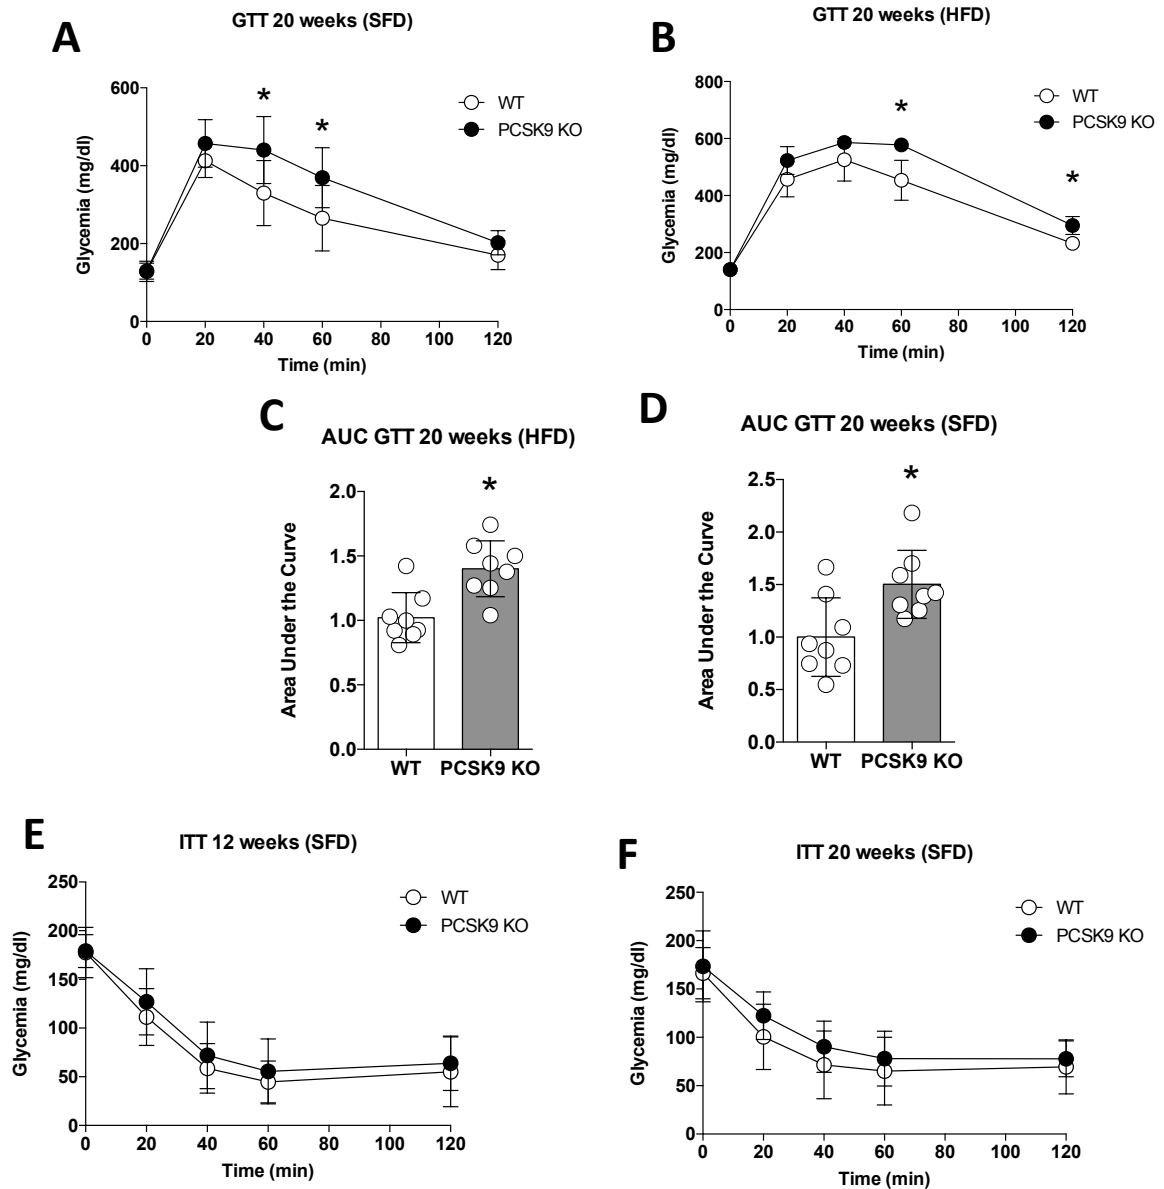 A
GTT 20 weeks (SFD)
600
400
200
0
Glycemia (mg/dl)
*
*
WT
PCSK9 KO
0 20 40 60 80 100 120
Time (min)
B
GTT 20 weeks (HFD)
800
600
400
200
0
Glycemia (mg/dl)
*
*
WT
PCSK9 KO
0 20 40 60 80 100 120
Time (min)
C
AUC GTT 20 weeks (HFD)
2.0
1.5
1.0
0.5
0.0
Area Under the Curve
*
WT PCSK9 KO
D
AUC GTT 20 weeks (SFD)
2.5
2.0
1.5
1.0
0.5
0.0
Area Under the Curve
*
WT PCSK9 KO
E
ITT 12 weeks (SFD)
250
200
150
100
50
0
Glycemia (mg/dl)
WT
PCSK9 KO
0 20 40 60 80 100 120
Time (min)
F
ITT 20 weeks (SFD)
250
200
150
100
50
0
Glycemia (mg/dl)
WT
PCSK9 KO
0 20 40 60 80 100 120
Time (min)